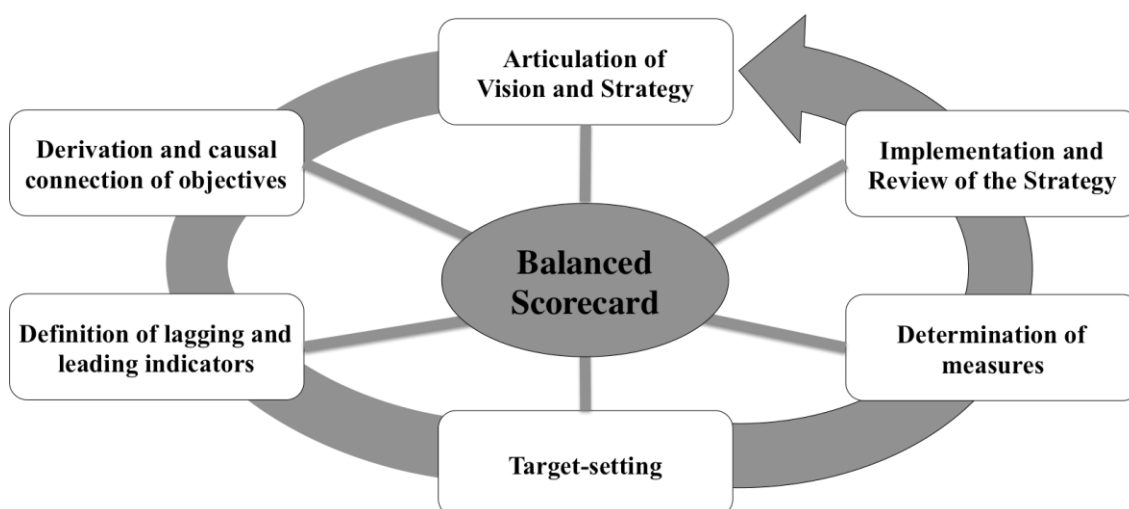 Articulation of
Vision and Strategy
Derivation and causal
connection of objectives
Implementation and
Review of the Strategy
Balanced
Scorecard
Definition of lagging and
leading indicators
Determination of
measures
Target-setting